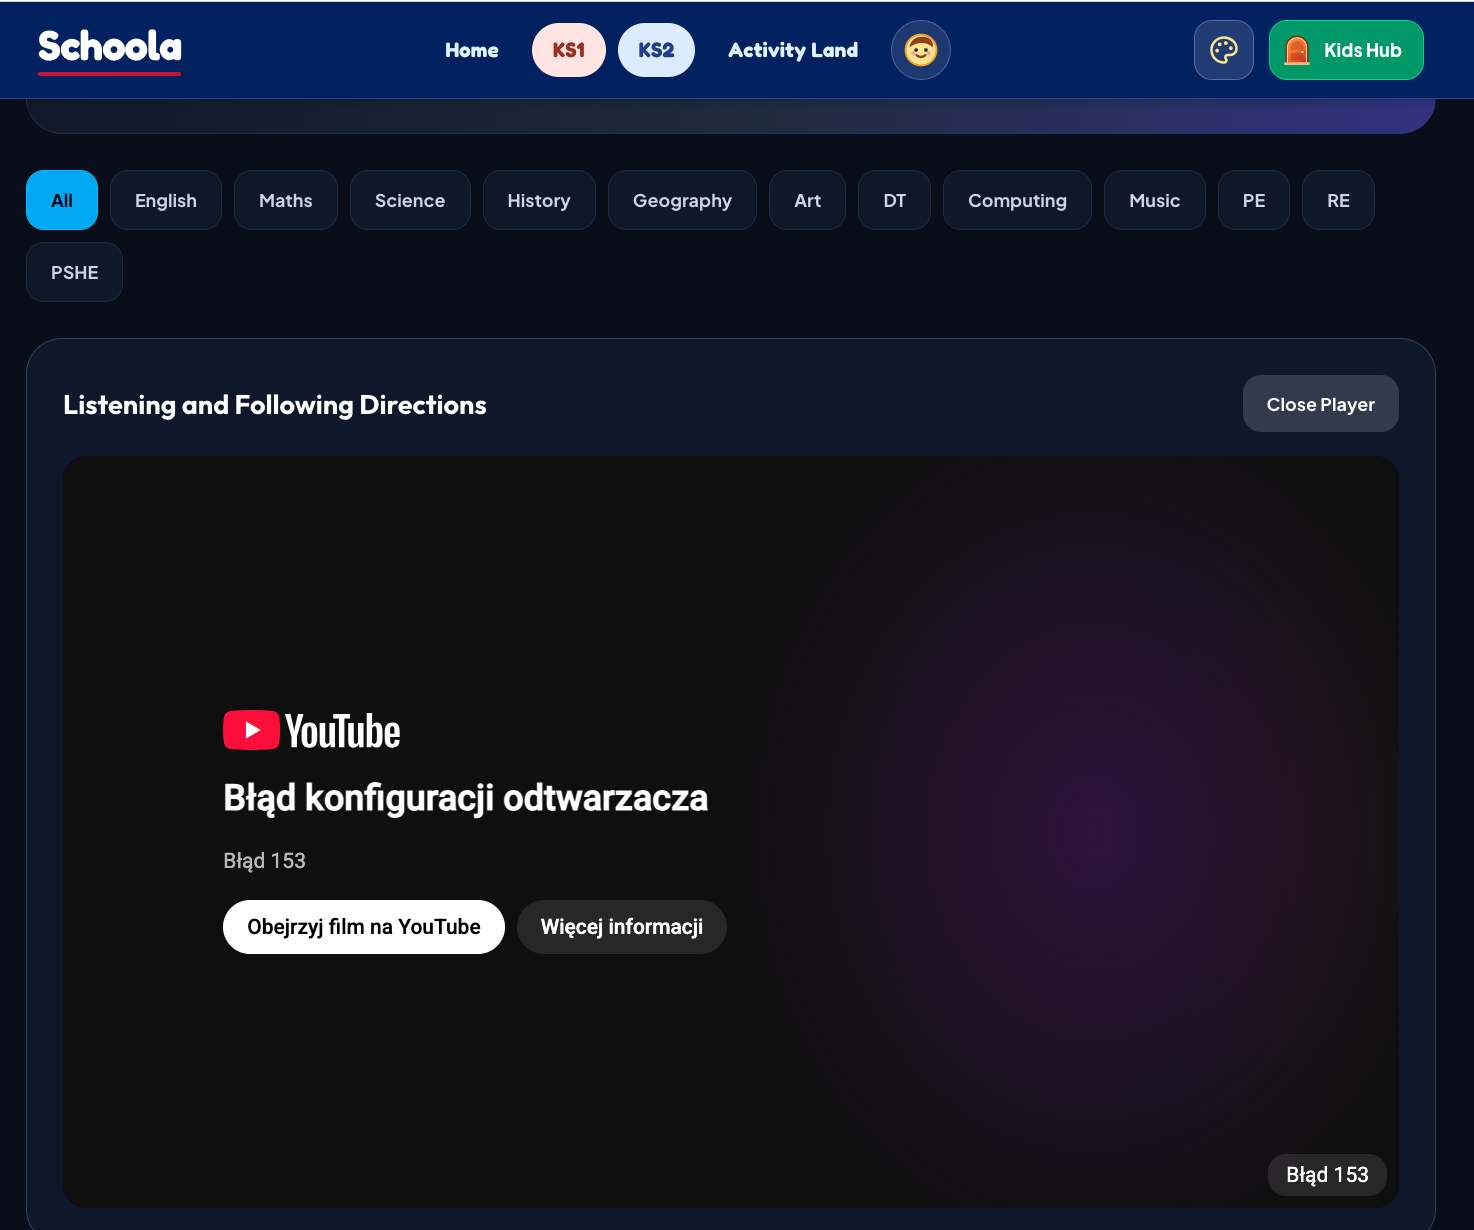 Schoola
Home KS1 KS2 Activity Land Kids Hub
All English Maths Science History Geography Art DT Computing Music PE RE
PSHE
Listening and Following Directions Close Player
YouTube
Błąd konfiguracji odtwarzacza
Błąd 153
Obejrzyj film na YouTube Więcej informacji
Błąd 153